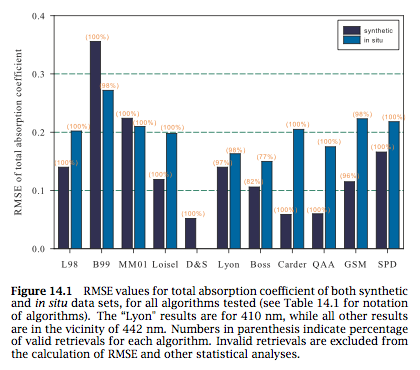 0.4
synthetic
in situ
(100%)
0.3
(98%)
(100%)
(100%)
(100%)
(100%)
(100%)
(100%)
(100%)
0.2
(98%)
(100%)
(77%)
(100%)
(100%)
(100%)
(97%)
(96%)
(82%)
0.1
(100%)
(100%)
(100%)
0.0
RMSE of total absorption coefficient
L98 B99 MM01 Loisel D&S Lyon Boss Carder QAA GSM SPD
Figure 14.1 RMSE values for total absorption coefficient of both synthetic
and in situ data sets, for all algorithms tested (see Table 14.1 for notation
of algorithms). The “Lyon” results are for 410 nm, while all other results
are in the vicinity of 442 nm. Numbers in parenthesis indicate percentage
of valid retrievals for each algorithm. Invalid retrievals are excluded from
the calculation of RMSE and other statistical analyses.